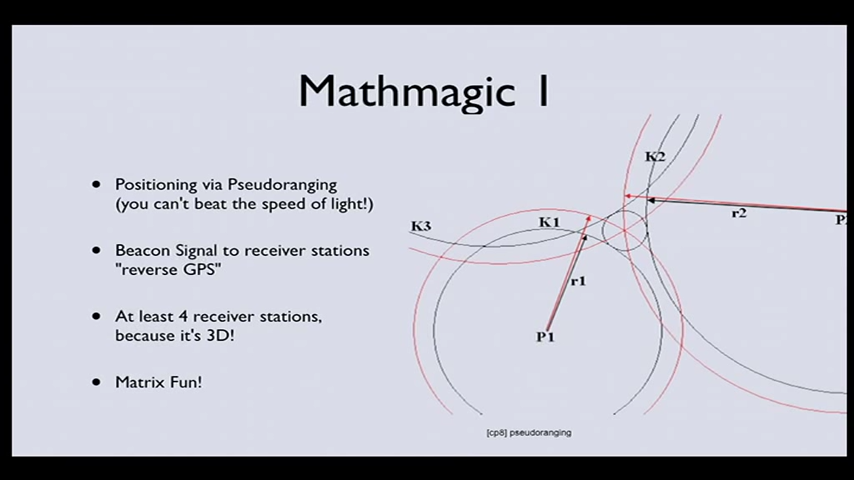 Mathmagic 1
• Positioning via Pseudoranging
(you can't beat the speed of light!)
• Beacon Signal to receiver stations
"reverse GPS"
• At least 4 receiver stations,
because it's 3D!
• Matrix Fun!
K2
r2
K3
K1
r1
P1
[cp8] pseudoranging